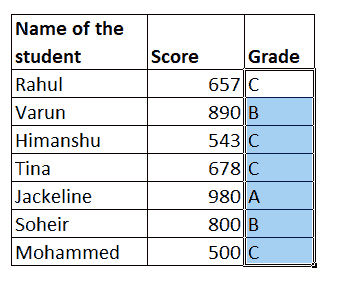 Name of the
student Score Grade
Rahul 657 C
Varun 890 B
Himanshu 543 C
Tina 678 C
Jackeline 980 A
Soheir 800 B
Mohammed 500 C